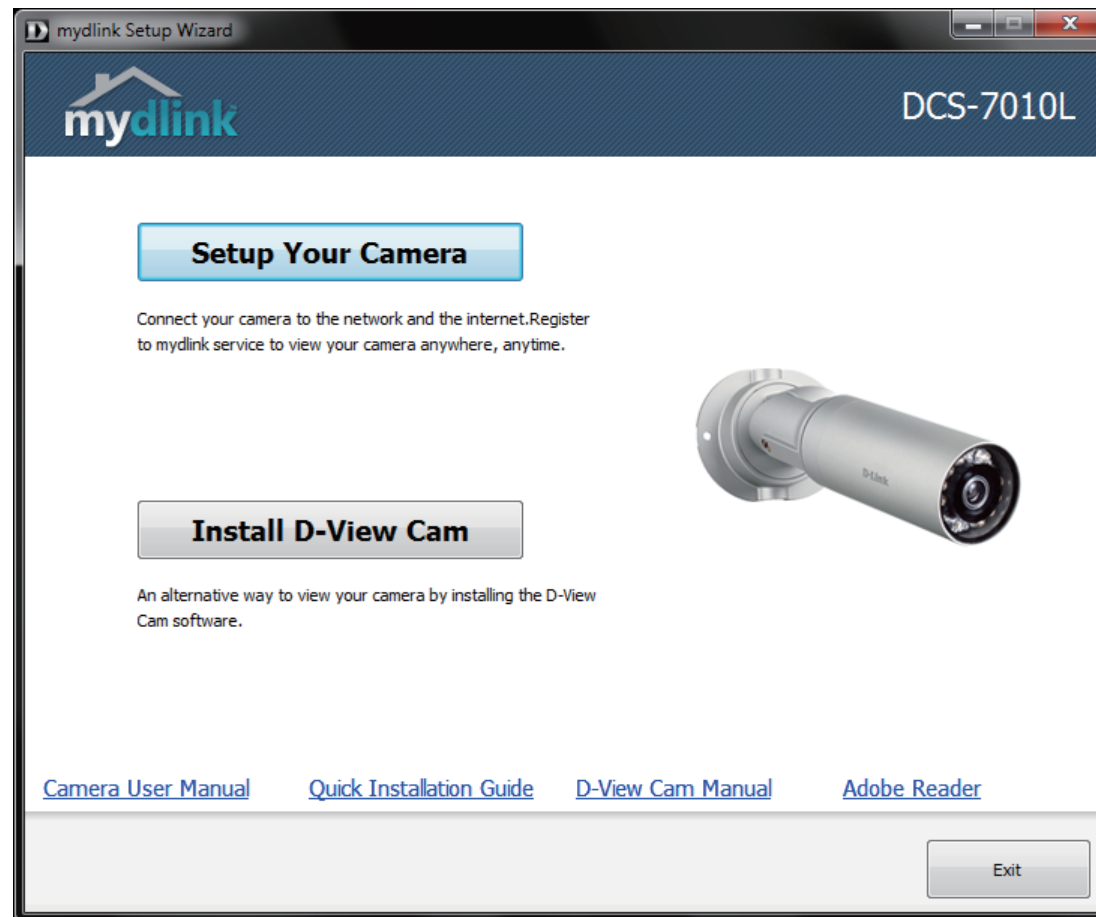 mydlink Setup Wizard
mydlink
DCS-7010L
Setup Your Camera
Connect your camera to the network and the internet.Register
to mydlink service to view your camera anywhere, anytime.
D-Link
Install D-View Cam
An alternative way to view your camera by installing the D-View
Cam software.
Camera User Manual
Quick Installation Guide
D-View Cam Manual
Adobe Reader
Exit